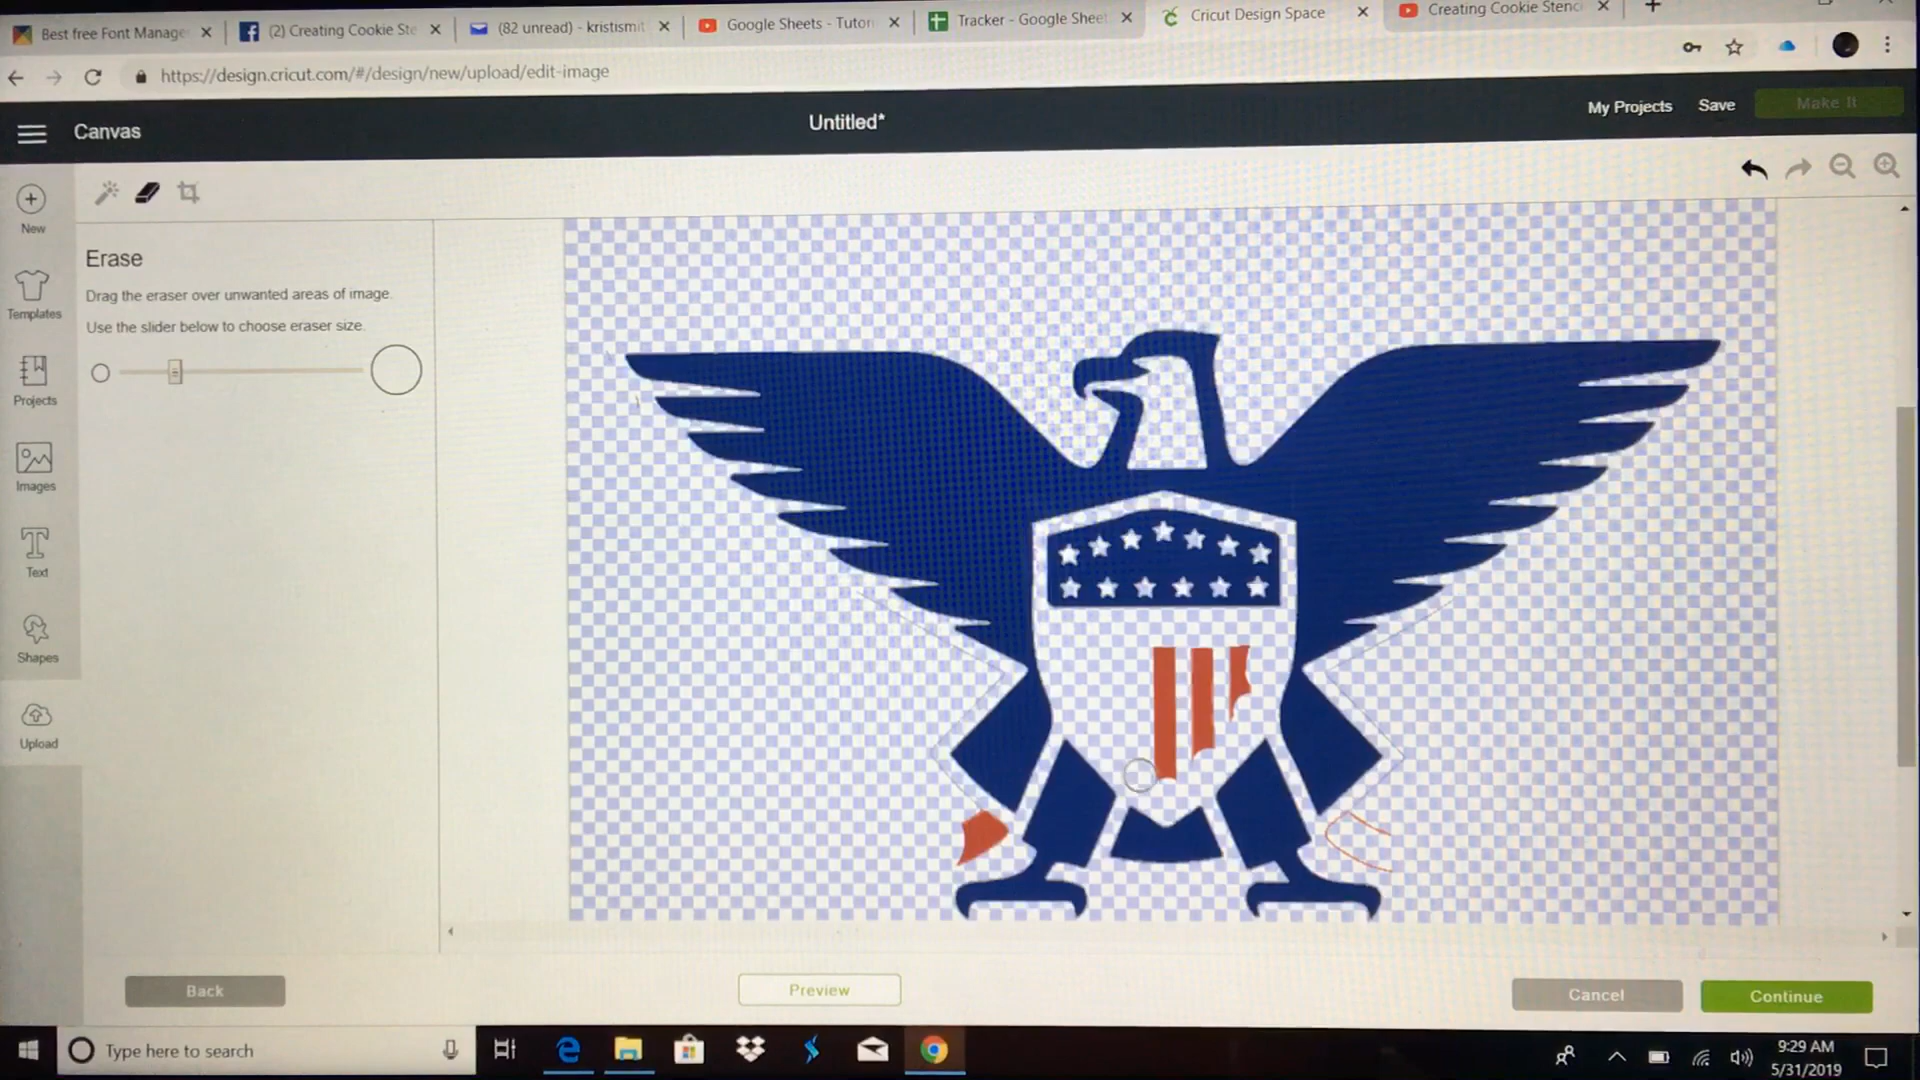 Best free Font Manage
(2) Creating Cookie Ste
(82 unread) - kristismit
Google Sheets - Tutor
Tracker - Google Sheet
Cricut Design Space
Creating Cookie Stenc
https://design.cricut.com/#/design/new/upload/edit-image
Canvas
Untitled*
My Projects
Save
Make It
New
Templates
Projects
Images
Text
Shapes
Upload
Erase
Drag the eraser over unwanted areas of image.
Use the slider below to choose eraser size.
Back
Preview
Cancel
Continue
Type here to search
9:29 AM
5/31/2019